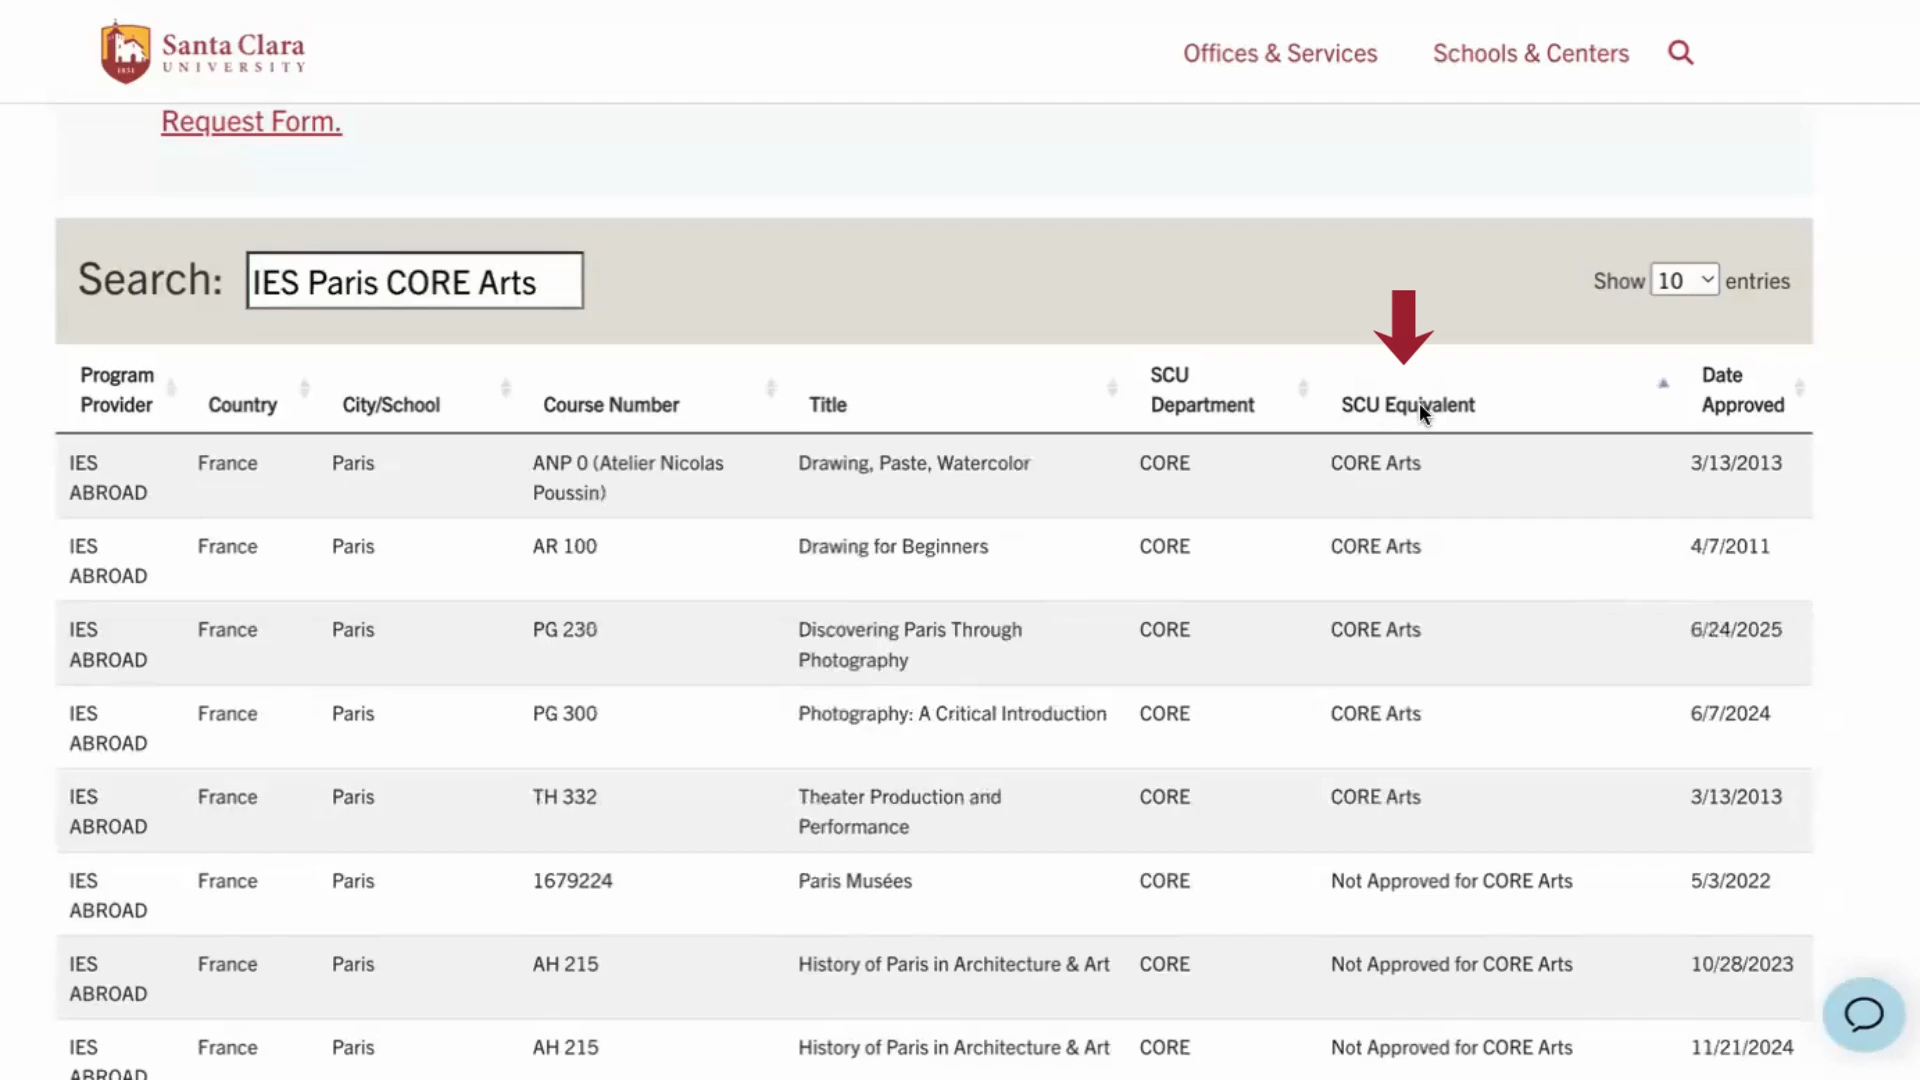 Santa Clara
UNIVERSITY
1851
Offices & Services
Schools & Centers
Request Form.
Search: IES Paris CORE Arts
Show 10 entries
Program Provider Country City/School Course Number Title SCU Department SCU Equivalent Date Approved
IES ABROAD France Paris ANP 0 (Atelier Nicolas Poussin) Drawing, Paste, Watercolor CORE CORE Arts 3/13/2013
IES ABROAD France Paris AR 100 Drawing for Beginners CORE CORE Arts 4/7/2011
IES ABROAD France Paris PG 230 Discovering Paris Through Photography CORE CORE Arts 6/24/2025
IES ABROAD France Paris PG 300 Photography: A Critical Introduction CORE CORE Arts 6/7/2024
IES ABROAD France Paris TH 332 Theater Production and Performance CORE CORE Arts 3/13/2013
IES ABROAD France Paris 1679224 Paris Musées CORE Not Approved for CORE Arts 5/3/2022
IES ABROAD France Paris AH 215 History of Paris in Architecture & Art CORE Not Approved for CORE Arts 10/28/2023
IES ABROAD France Paris AH 215 History of Paris in Architecture & Art CORE Not Approved for CORE Arts 11/21/2024